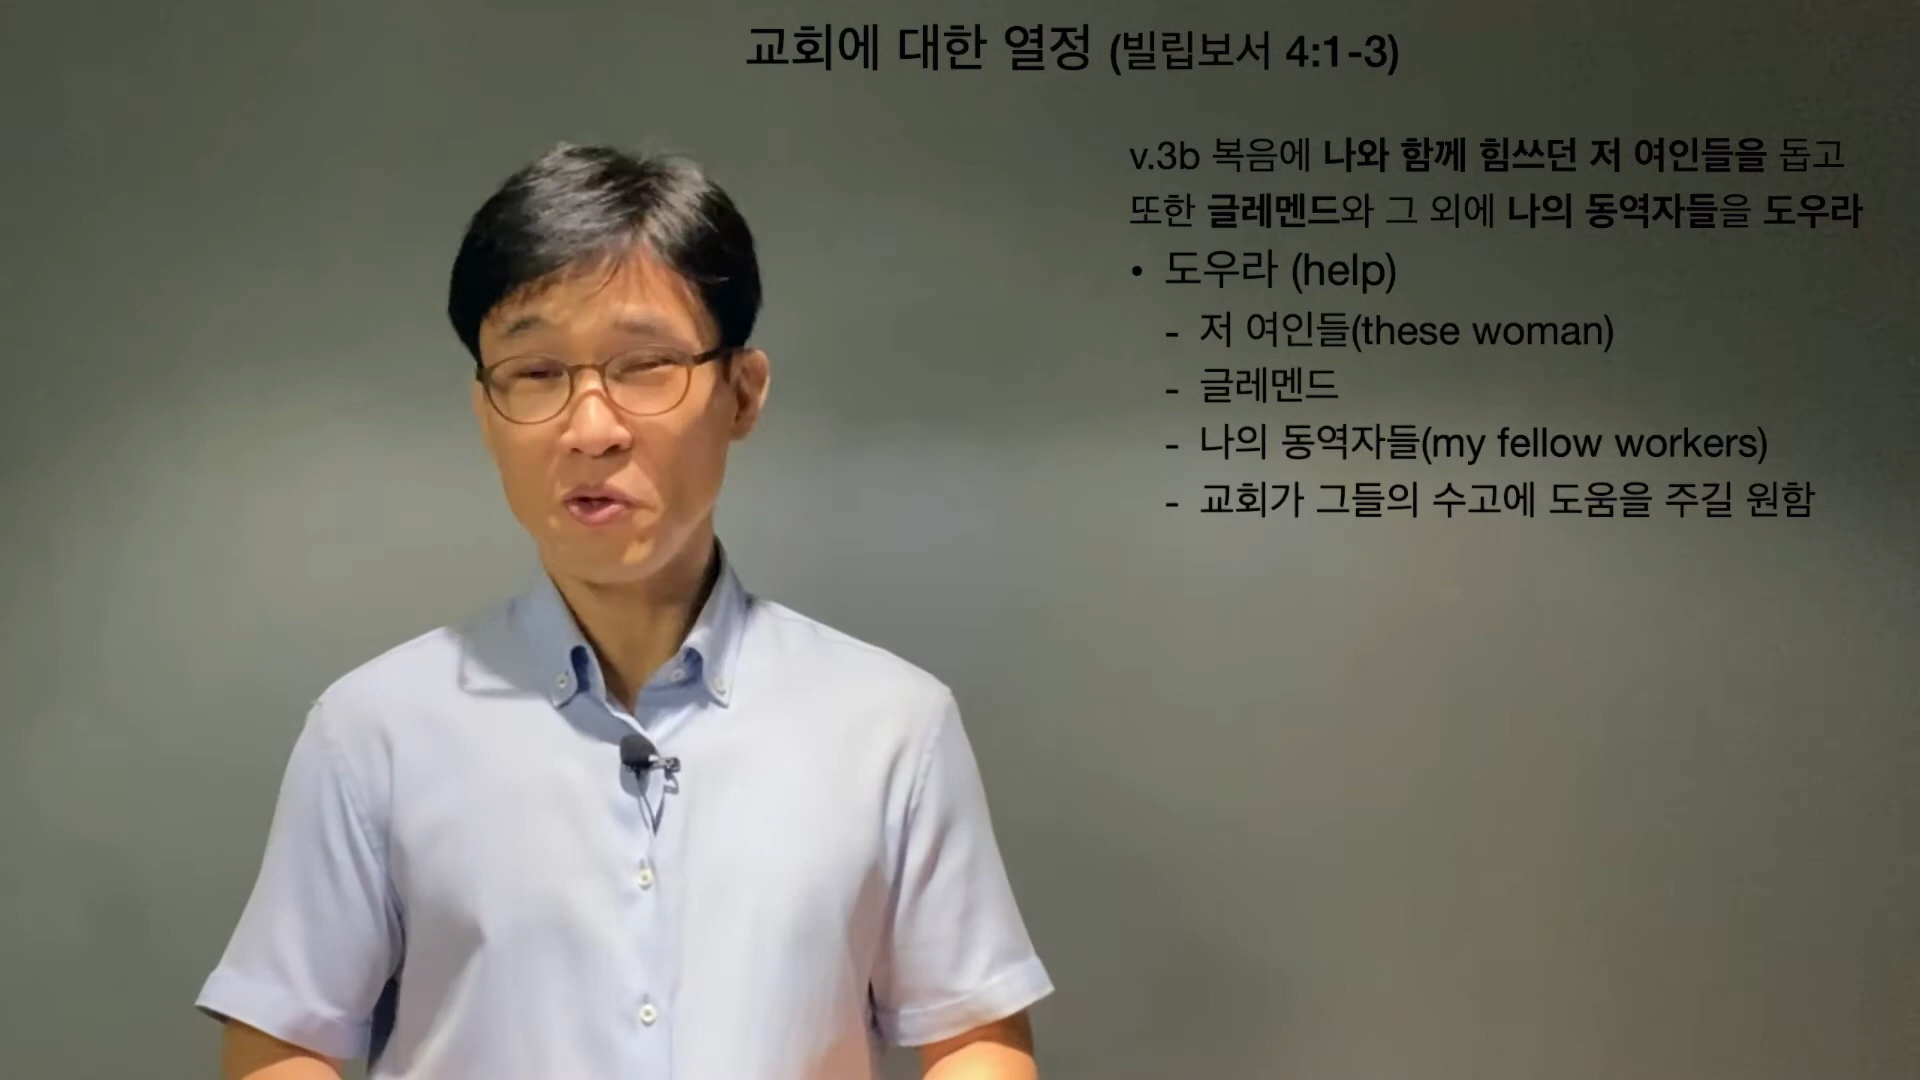 교회에 대한 열정 (빌립보서 4:1-3)
v.3b 복음에 나와 함께 힘쓰던 저 여인들을 돕고
또한 글레멘드와 그 외에 나의 동역자들을 도우라
• 도우라 (help)
- 저 여인들(these woman)
- 글레멘드
- 나의 동역자들(my fellow workers)
- 교회가 그들의 수고에 도움을 주길 원함